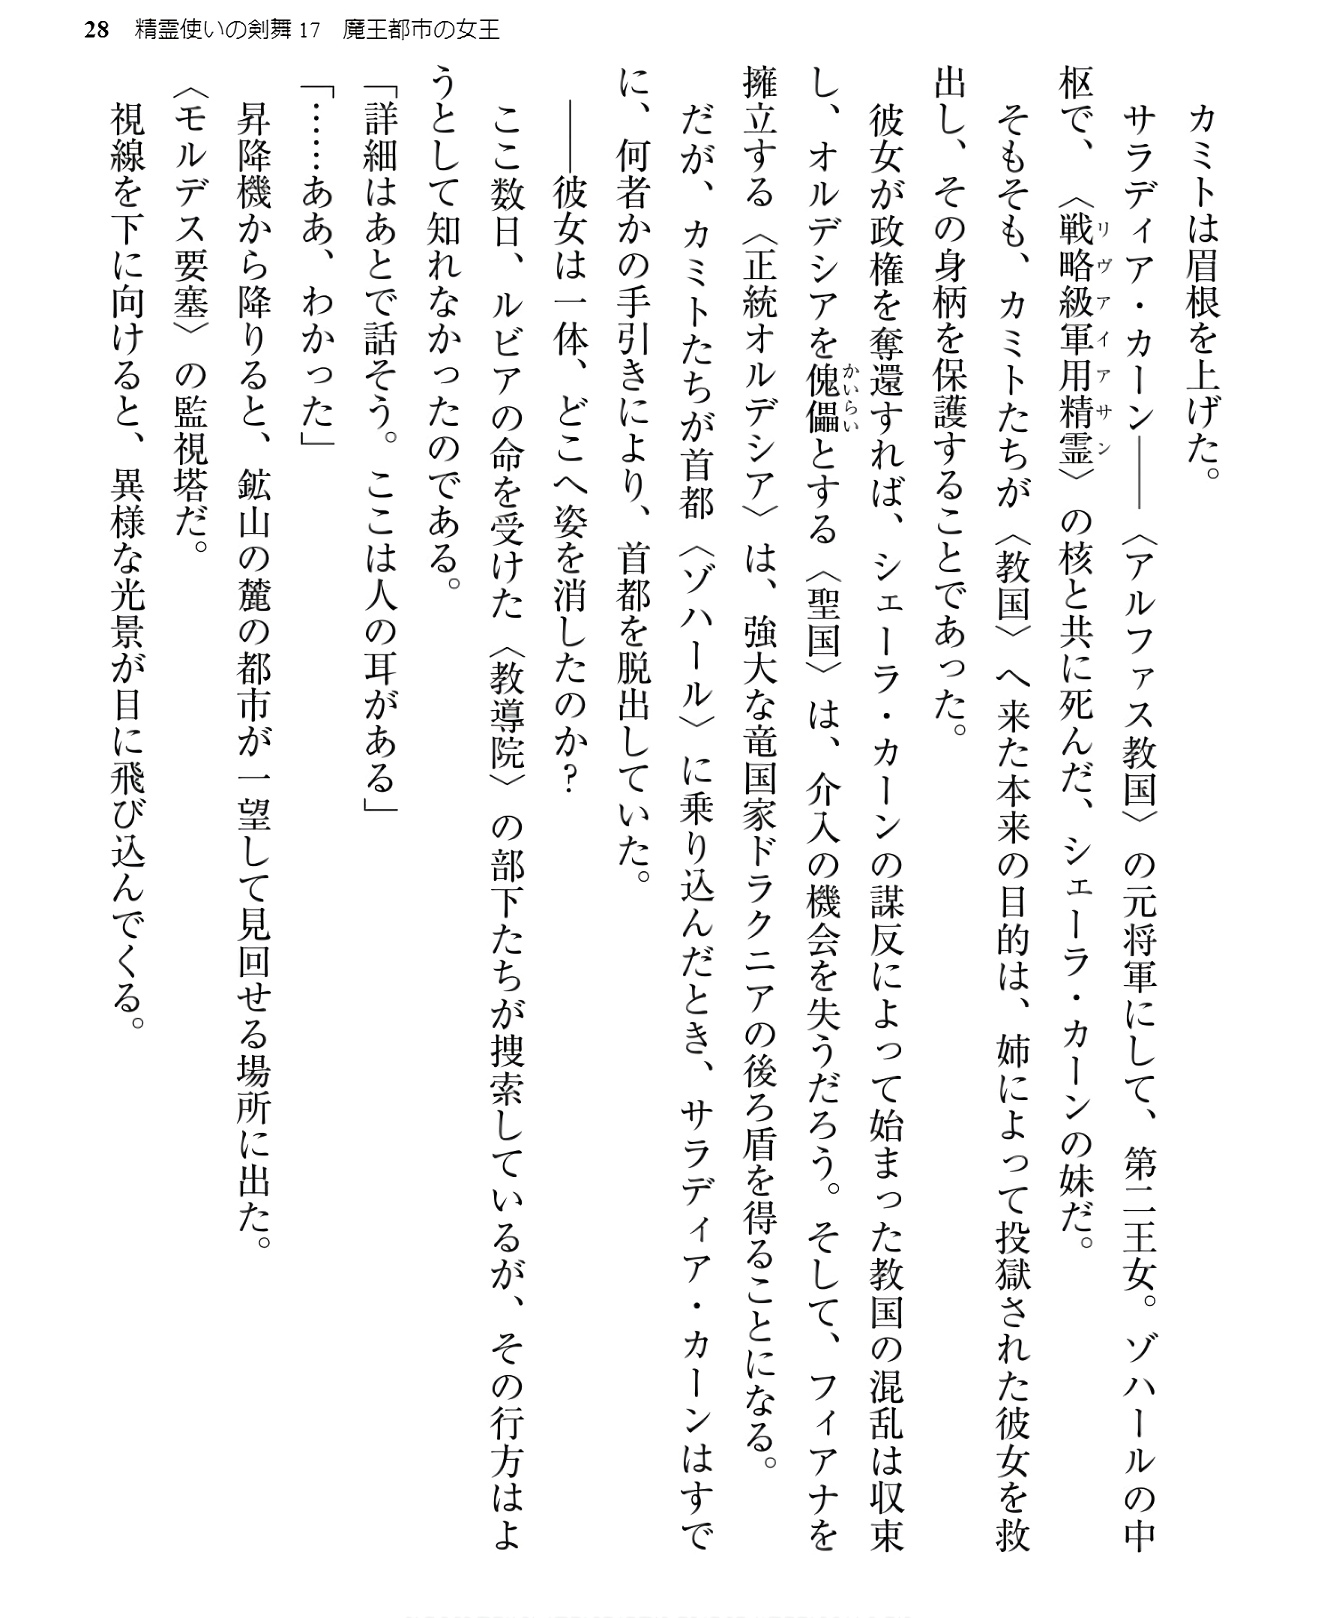 28 精霊使いの剣舞17 魔王都市の女王
カミトは眉根を上げた。
サラディア・カーン――〈アルファス教国〉の元将軍にして、第二王女。ゾハールの中
枢で、〈戦略級軍用精霊〉の核と共に死んだ、シェーラ・カーンの妹だ。
リヴァイアサン
そもそも、カミトたちが〈教国〉へ来た本来の目的は、姉によって投獄された彼女を救
出し、その身柄を保護することであった。
彼女が政権を奪還すれば、シェーラ・カーンの謀反によって始まった教国の混乱は収束
し、オルデシアを傀儡とする〈聖国〉は、介入の機会を失うだろう。そして、フィアナを
かいらい
擁立する〈正統オルデシア〉は、強大な竜国家ドラクニアの後ろ盾を得ることになる。
だが、カミトたちが首都〈ゾハール〉に乗り込んだとき、サラディア・カーンはすで
に、何者かの手引きにより、首都を脱出していた。
――彼女は一体、どこへ姿を消したのか?
ここ数日、ルビアの命を受けた〈教導院〉の部下たちが捜索しているが、その行方はよ
うとして知れなかったのである。
「詳細はあとで話そう。ここは人の耳がある」
「……ああ、わかった」
昇降機から降りると、鉱山の麓の都市が一望して見回せる場所に出た。
〈モルデス要塞〉の監視塔だ。
視線を下に向けると、異様な光景が目に飛び込んでくる。